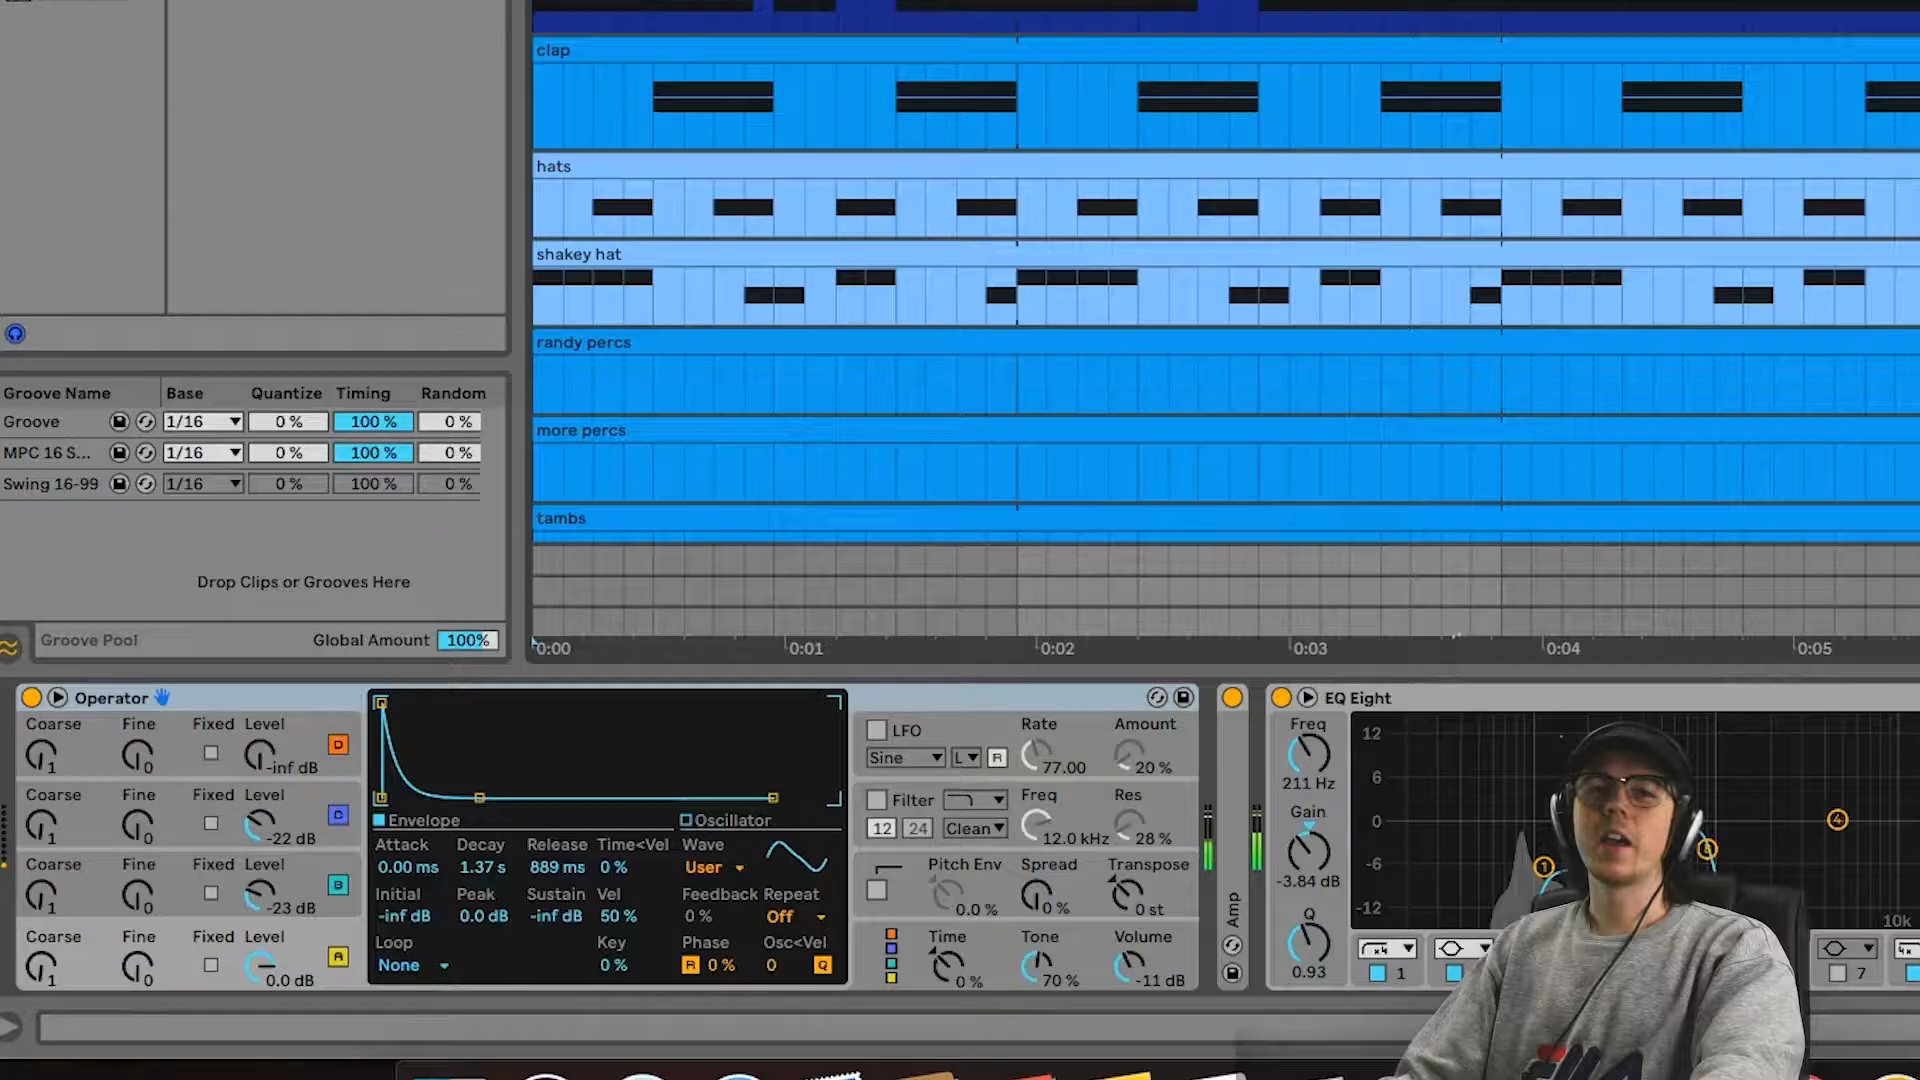 clap
hats
shakey hat
randy percs
more percs
tambs
Groove Name Base Quantize Timing Random
Groove 1/16 0 % 100 % 0 %
MPC 16 S... 1/16 0 % 100 % 0 %
Swing 16-99 1/16 0 % 100 % 0 %
Drop Clips or Grooves Here
Groove Pool Global Amount 100%
0:00 0:01 0:02 0:03 0:04 0:05
Operator
Coarse Fine Fixed Level
1 0 -inf dB D
Coarse Fine Fixed Level
1 0 -22 dB C
Coarse Fine Fixed Level
1 0 -23 dB B
Coarse Fine Fixed Level
1 0 0.0 dB A
Envelope Oscillator
Attack Decay Release Time<Vel Wave
0.00 ms 1.37 s 889 ms 0 % User
Initial Peak Sustain Vel Feedback Repeat
-inf dB 0.0 dB -inf dB 50 % 0 % Off
Loop Key Phase Osc<Vel
None 0 % R 0 % 0 Q
LFO Rate Amount
Sine L R 77.00 20 %
Filter Freq Res
12 24 Clean 12.0 kHz 28 %
Pitch Env Spread Transpose
0.0 % 0 % 0 st
Time Tone Volume
0 % 70 % -11 dB
Amp
EQ Eight
Freq
211 Hz
Gain
-3.84 dB
Q
0.93
12
6
0
-6
-12
1
4
10k
x4
1
7